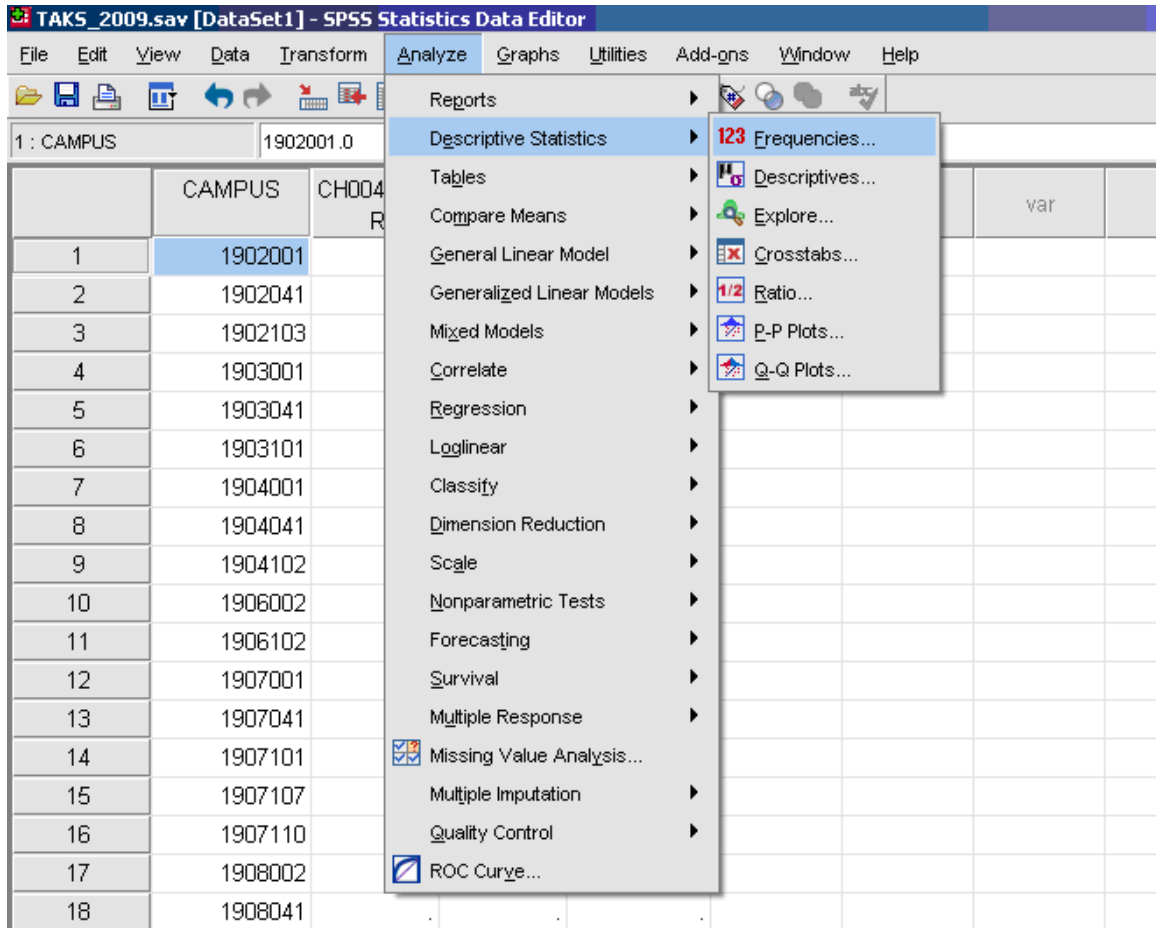 TAKS_2009.sav [DataSet1] - SPSS Statistics Data Editor
File Edit View Data Transform Analyze Graphs Utilities Add-ons Window Help
1 : CAMPUS 1902001.0
CAMPUS CH004 R var
1 1902001
2 1902041
3 1902103
4 1903001
5 1903041
6 1903101
7 1904001
8 1904041
9 1904102
10 1906002
11 1906102
12 1907001
13 1907041
14 1907101
15 1907107
16 1907110
17 1908002
18 1908041 . . .
Reports
Descriptive Statistics
Tables
Compare Means
General Linear Model
Generalized Linear Models
Mixed Models
Correlate
Regression
Loglinear
Classify
Dimension Reduction
Scale
Nonparametric Tests
Forecasting
Survival
Multiple Response
Missing Value Analysis...
Multiple Imputation
Quality Control
ROC Curve...
123 Frequencies...
Descriptives...
Explore...
Crosstabs...
1/2 Ratio...
P-P Plots...
Q-Q Plots...